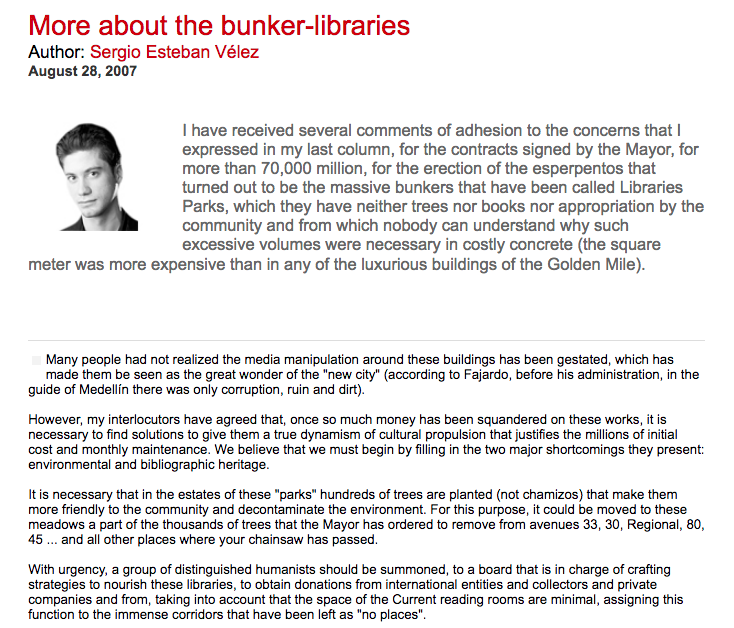 More about the bunker-libraries
Author: Sergio Esteban Vélez
August 28, 2007
I have received several comments of adhesion to the concerns that I
expressed in my last column, for the contracts signed by the Mayor, for
more than 70,000 million, for the erection of the esperpentos that
turned out to be the massive bunkers that have been called Libraries
Parks, which they have neither trees nor books nor appropriation by the
community and from which nobody can understand why such
excessive volumes were necessary in costly concrete (the square
meter was more expensive than in any of the luxurious buildings of the Golden Mile).
Many people had not realized the media manipulation around these buildings has been gestated, which has
made them be seen as the great wonder of the "new city" (according to Fajardo, before his administration, in the
guide of Medellín there was only corruption, ruin and dirt).
However, my interlocutors have agreed that, once so much money has been squandered on these works, it is
necessary to find solutions to give them a true dynamism of cultural propulsion that justifies the millions of initial
cost and monthly maintenance. We believe that we must begin by filling in the two major shortcomings they present:
environmental and bibliographic heritage.
It is necessary that in the estates of these "parks" hundreds of trees are planted (not chamizos) that make them
more friendly to the community and decontaminate the environment. For this purpose, it could be moved to these
meadows a part of the thousands of trees that the Mayor has ordered to remove from avenues 33, 30, Regional, 80,
45 ... and all other places where your chainsaw has passed.
With urgency, a group of distinguished humanists should be summoned, to a board that is in charge of crafting
strategies to nourish these libraries, to obtain donations from international entities and collectors and private
companies and from, taking into account that the space of the Current reading rooms are minimal, assigning this
function to the immense corridors that have been left as "no places".